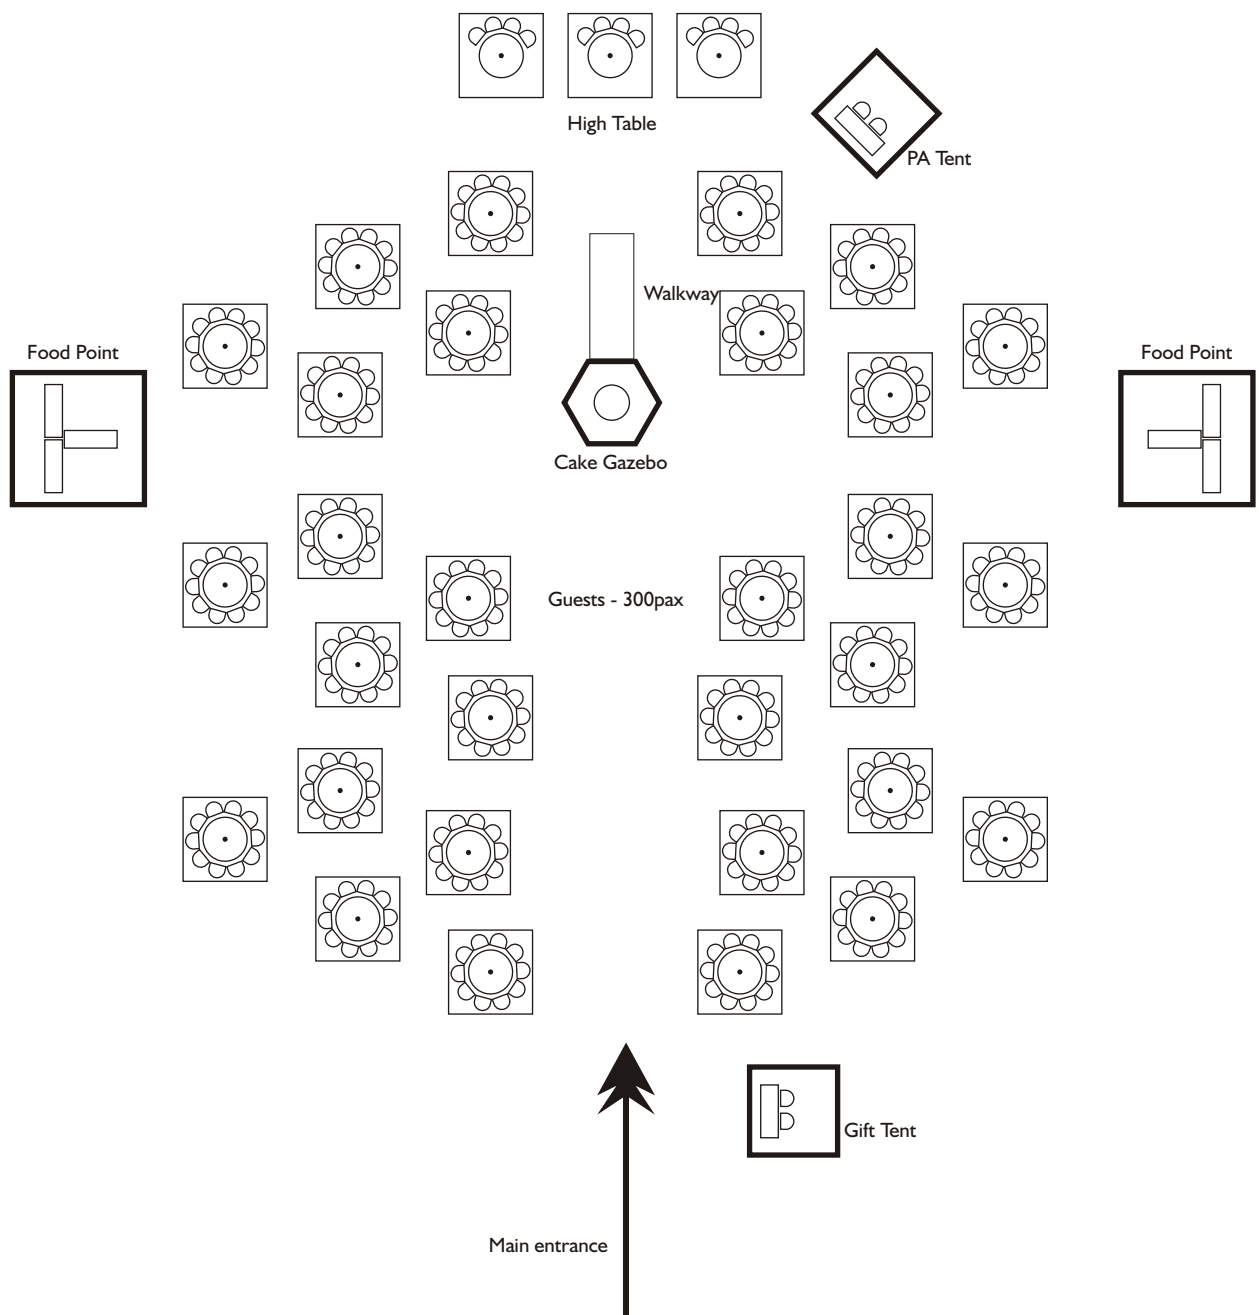 High Table
PA Tent
Walkway
Food Point
Food Point
Cake Gazebo
Guests - 300pax
Gift Tent
Main entrance